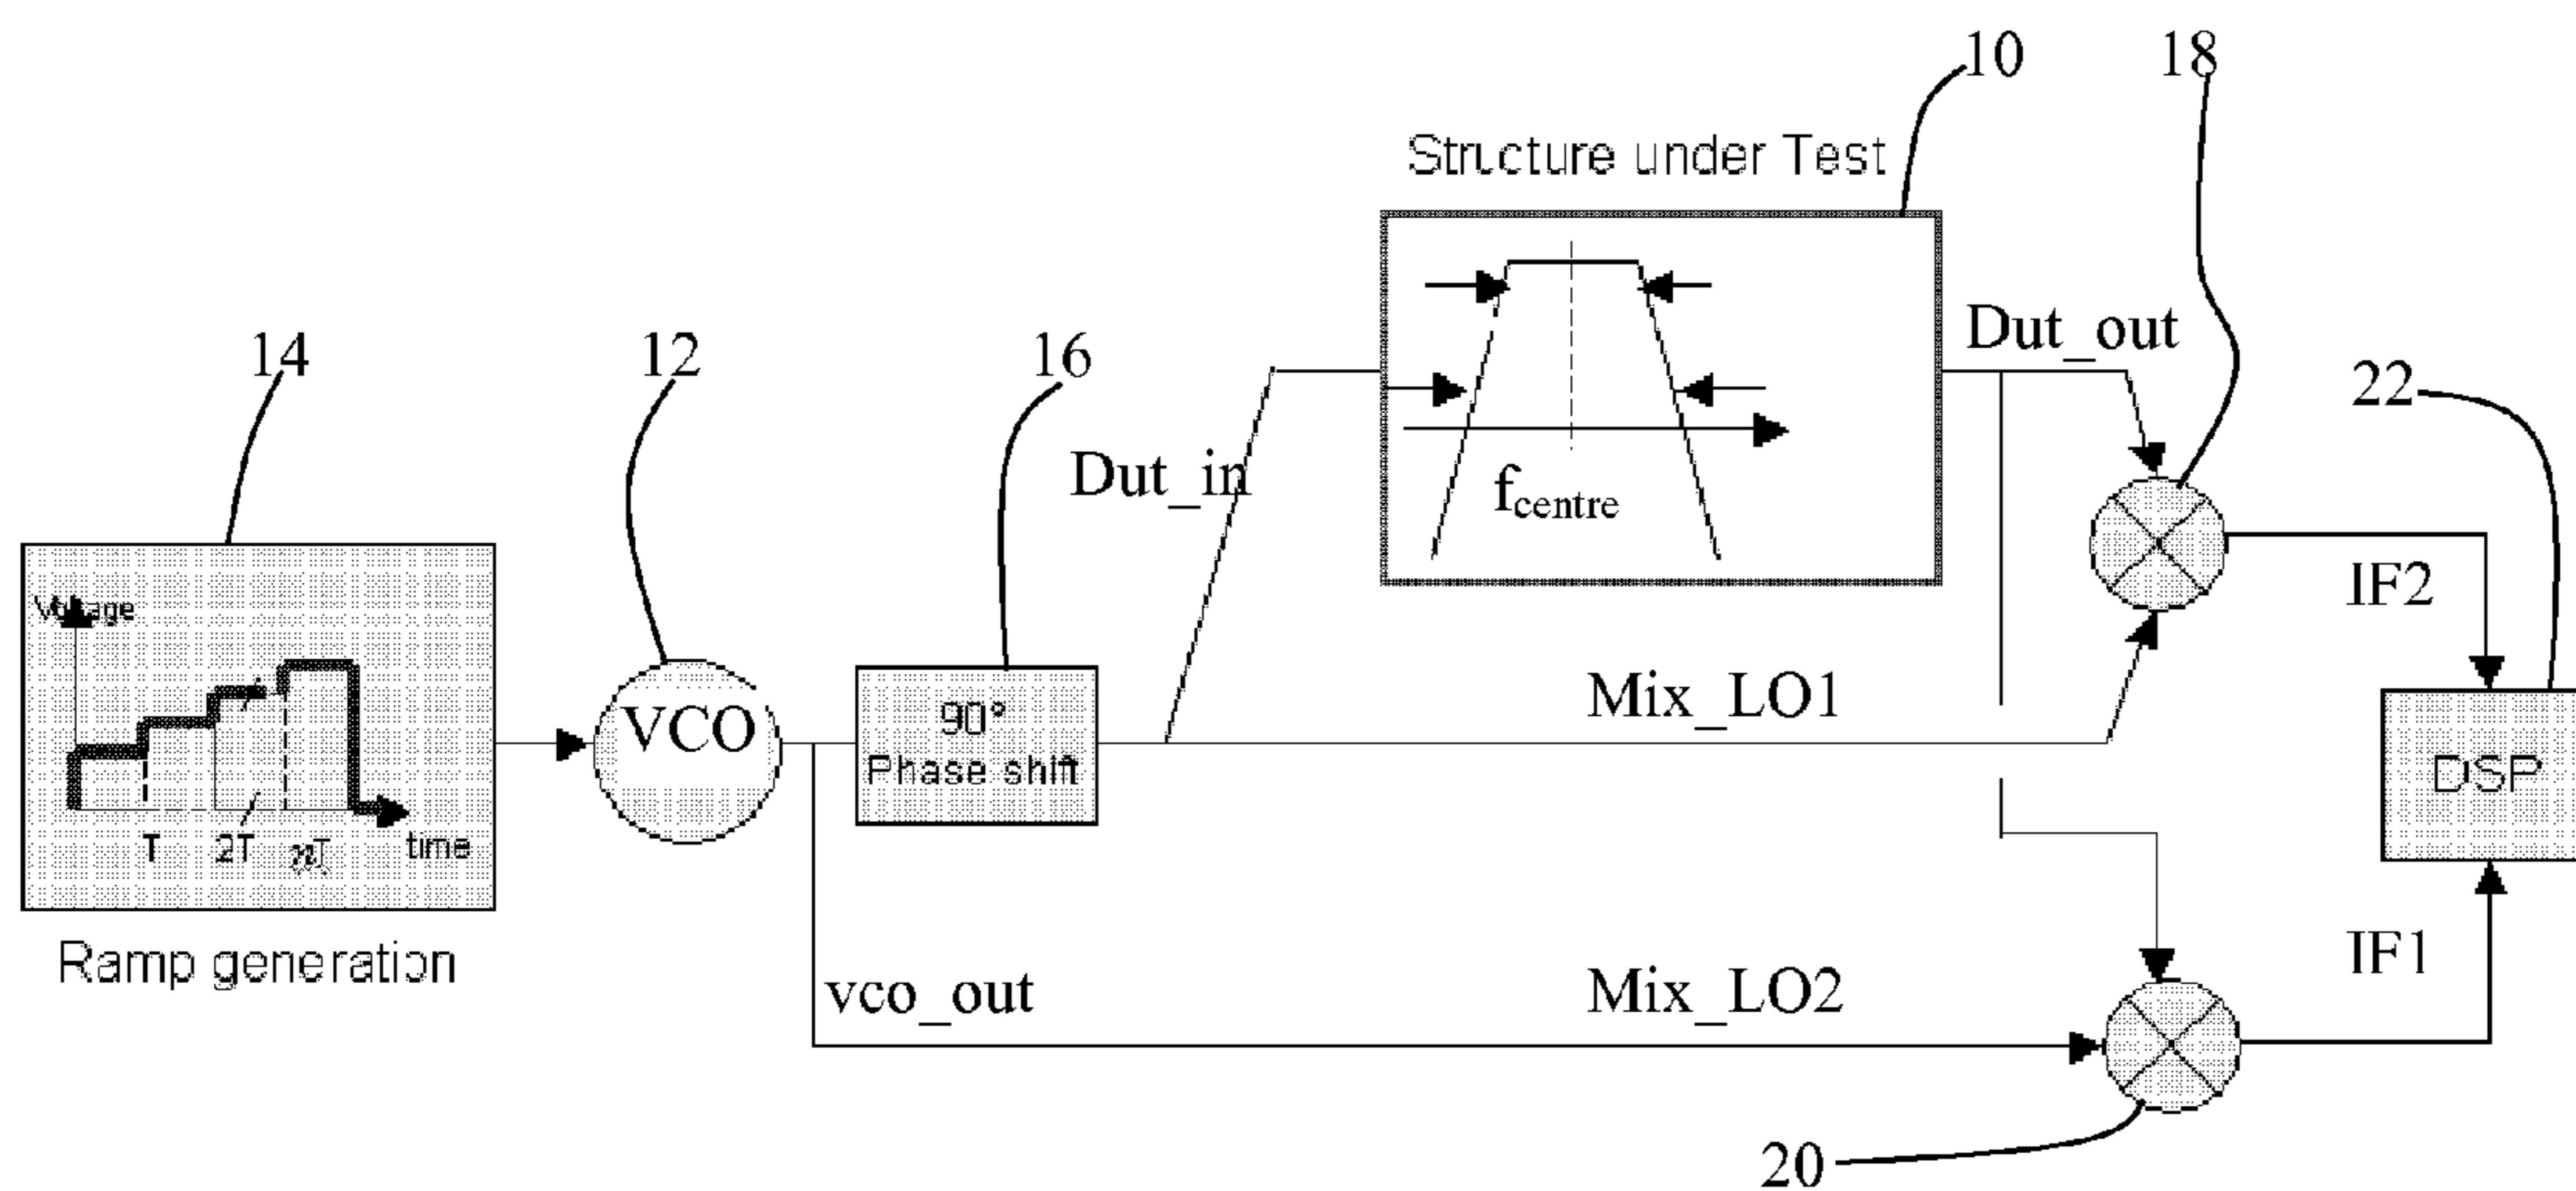 10
18
Structure under Test
Dut_out
14
12
16
22
Dut_in
f centre
Voltage
IF2
Mix_LO1
VCO
90°
Phase shift
DSP
T
2T
nT
time
Ramp generation
IF1
vco_out
Mix_LO2
20